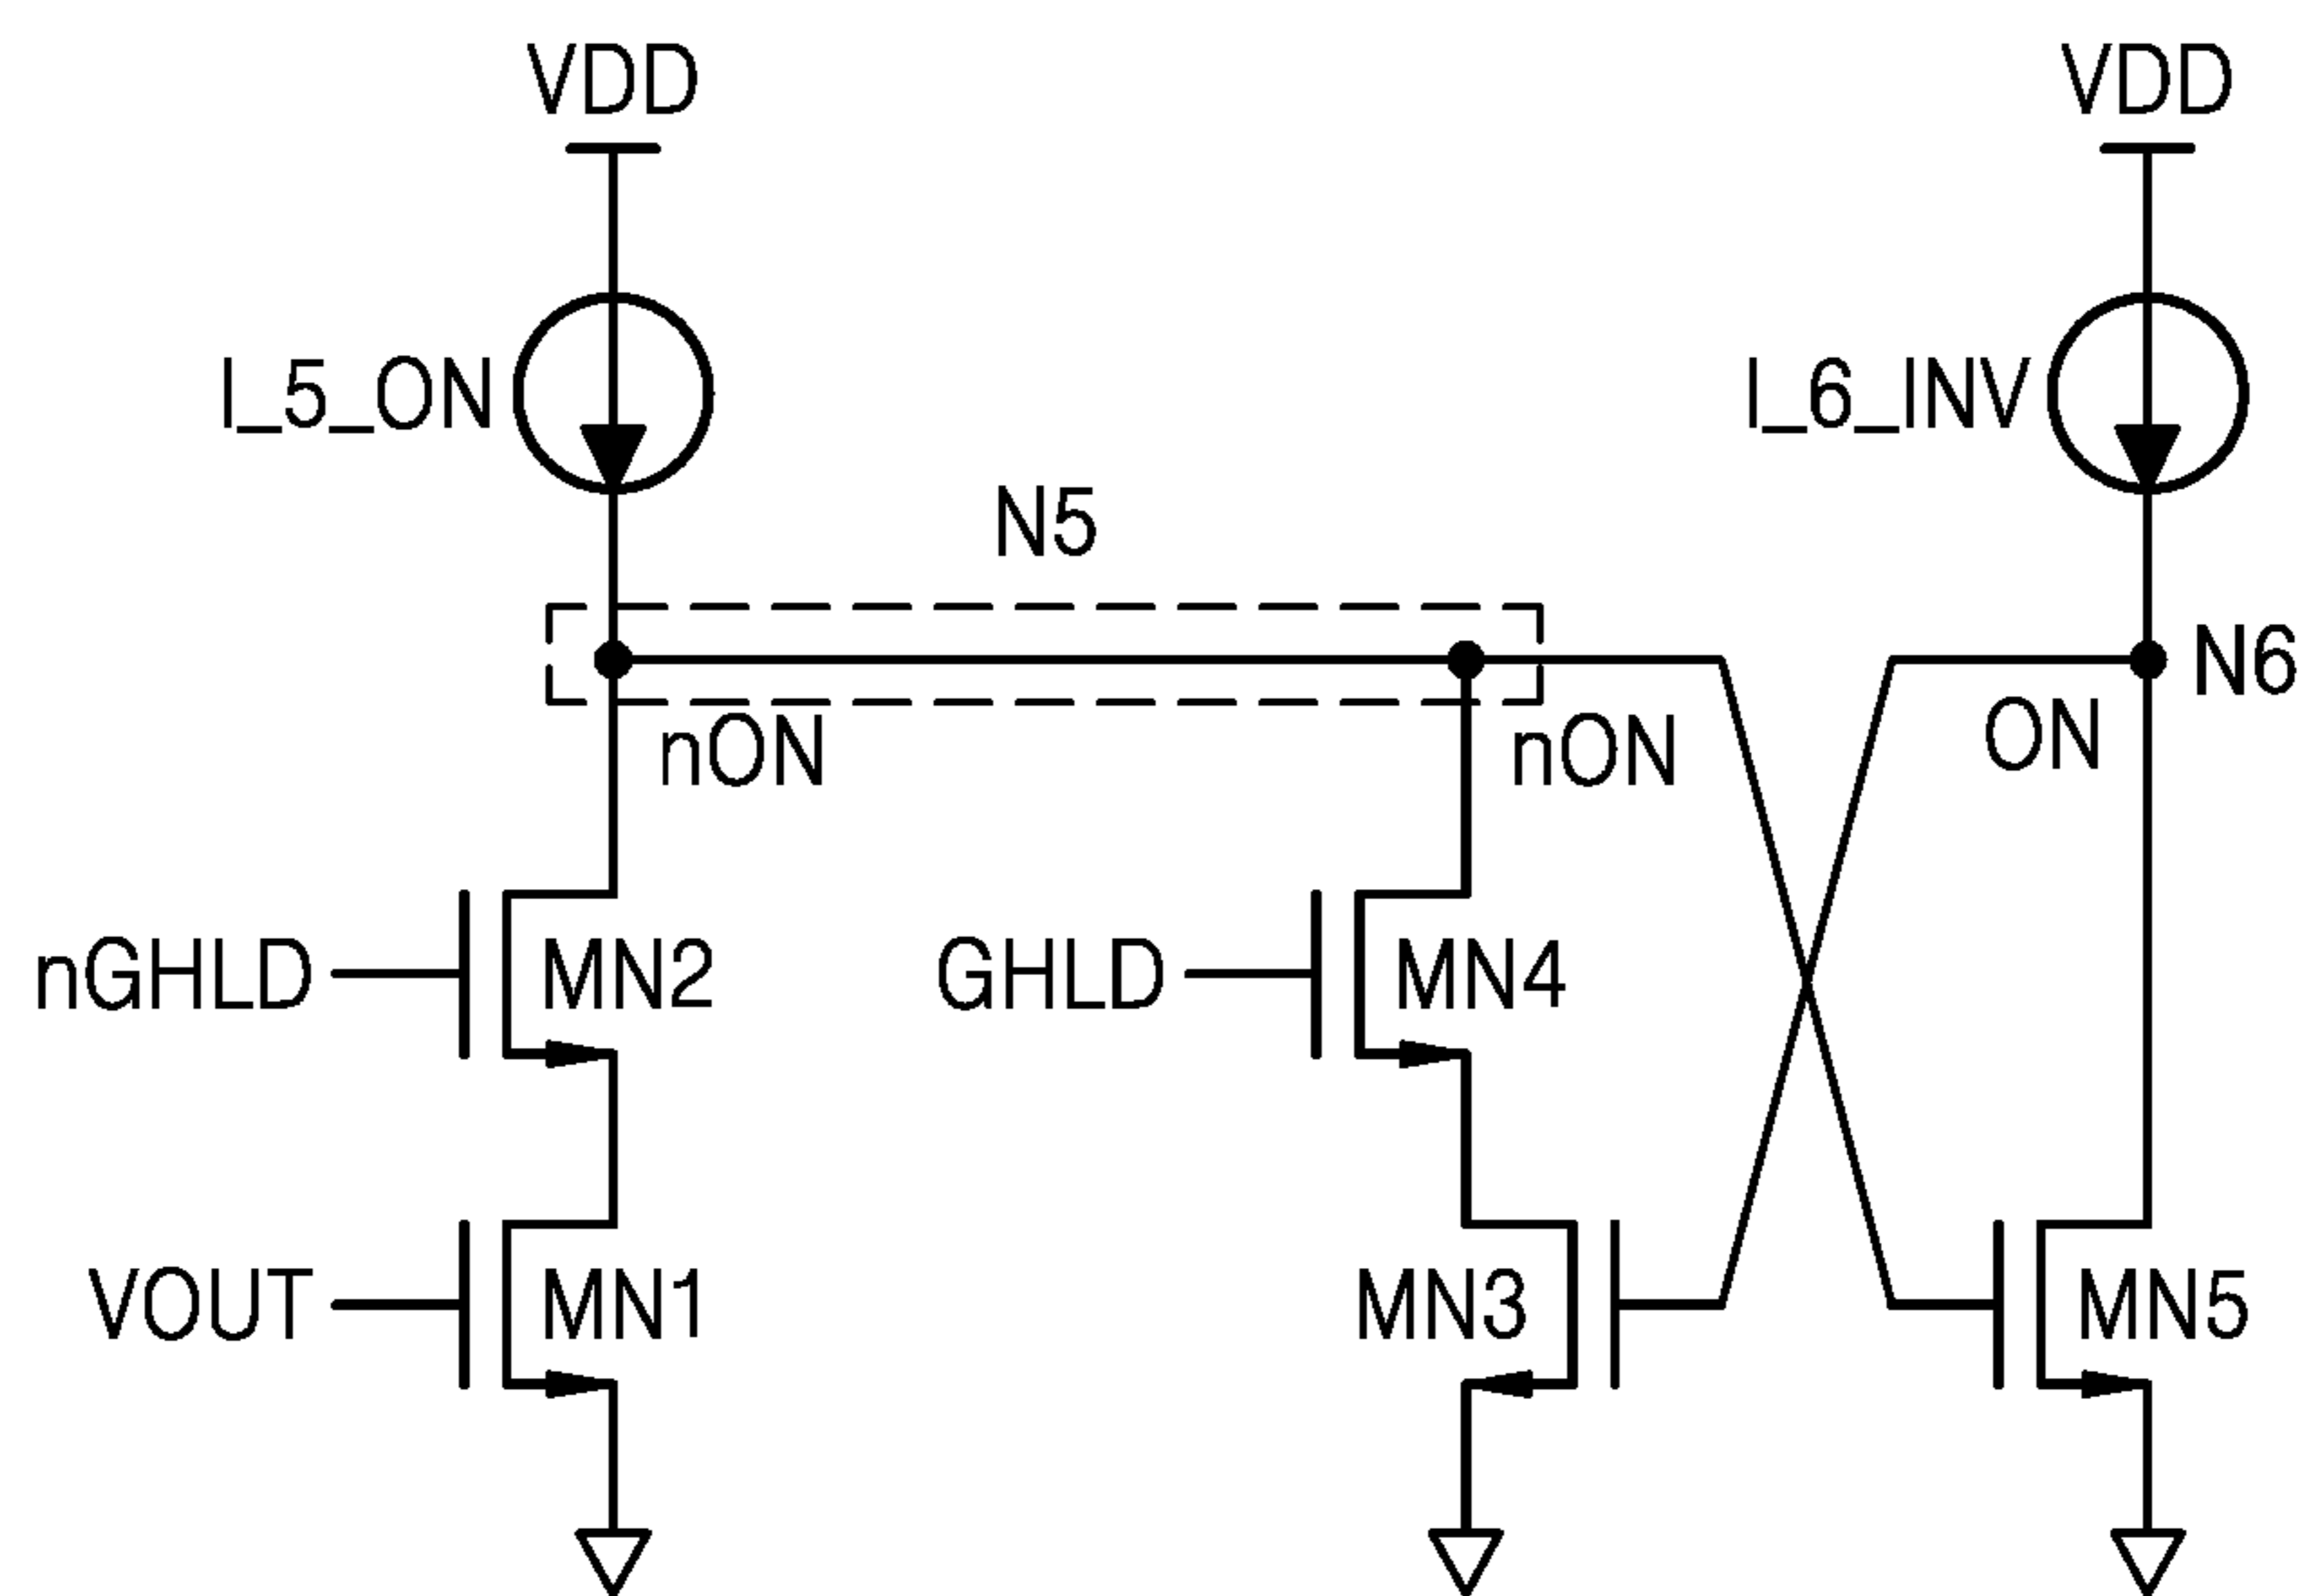 VDD
VDD
I_5_ON
I_6_INV
N5
N6
nON
nON
ON
nGHLD
MN2
GHLD
MN4
VOUT
MN1
MN3
MN5